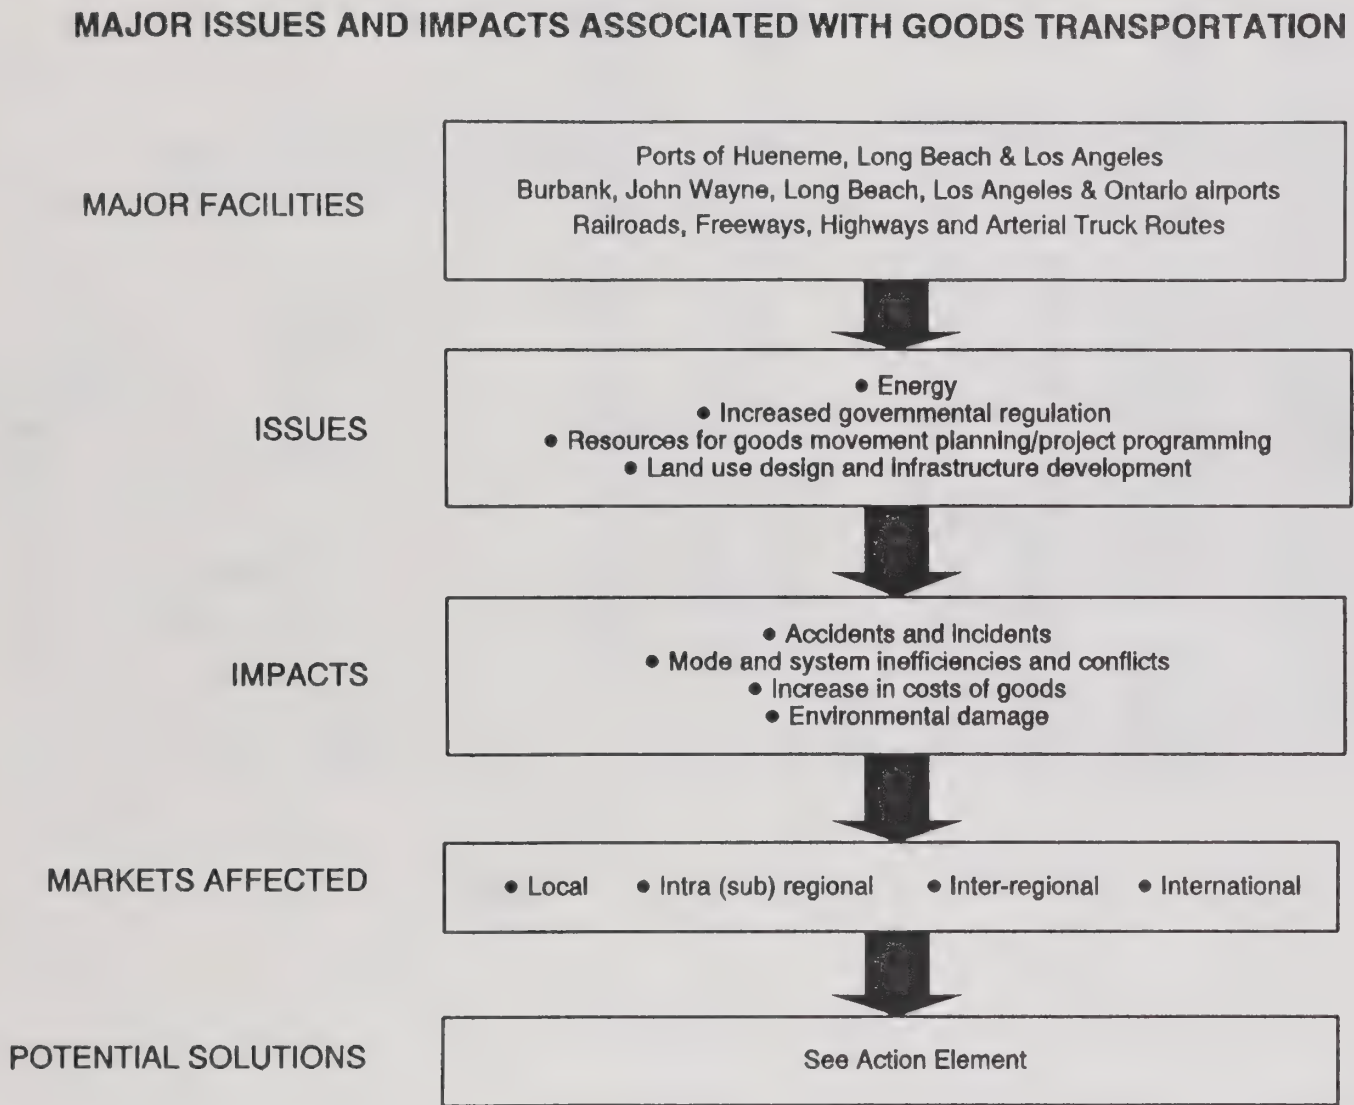 MAJOR ISSUES AND IMPACTS ASSOCIATED WITH GOODS TRANSPORTATION
MAJOR FACILITIES
Ports of Hueneme, Long Beach & Los Angeles
Burbank, John Wayne, Long Beach, Los Angeles & Ontario airports
Railroads, Freeways, Highways and Arterial Truck Routes
ISSUES
● Energy
● Increased governmental regulation
● Resources for goods movement planning/project programming
● Land use design and infrastructure development
IMPACTS
● Accidents and incidents
● Mode and system inefficiencies and conflicts
● Increase in costs of goods
● Environmental damage
MARKETS AFFECTED
● Local ● Intra (sub) regional ● Inter-regional ● International
POTENTIAL SOLUTIONS
See Action Element